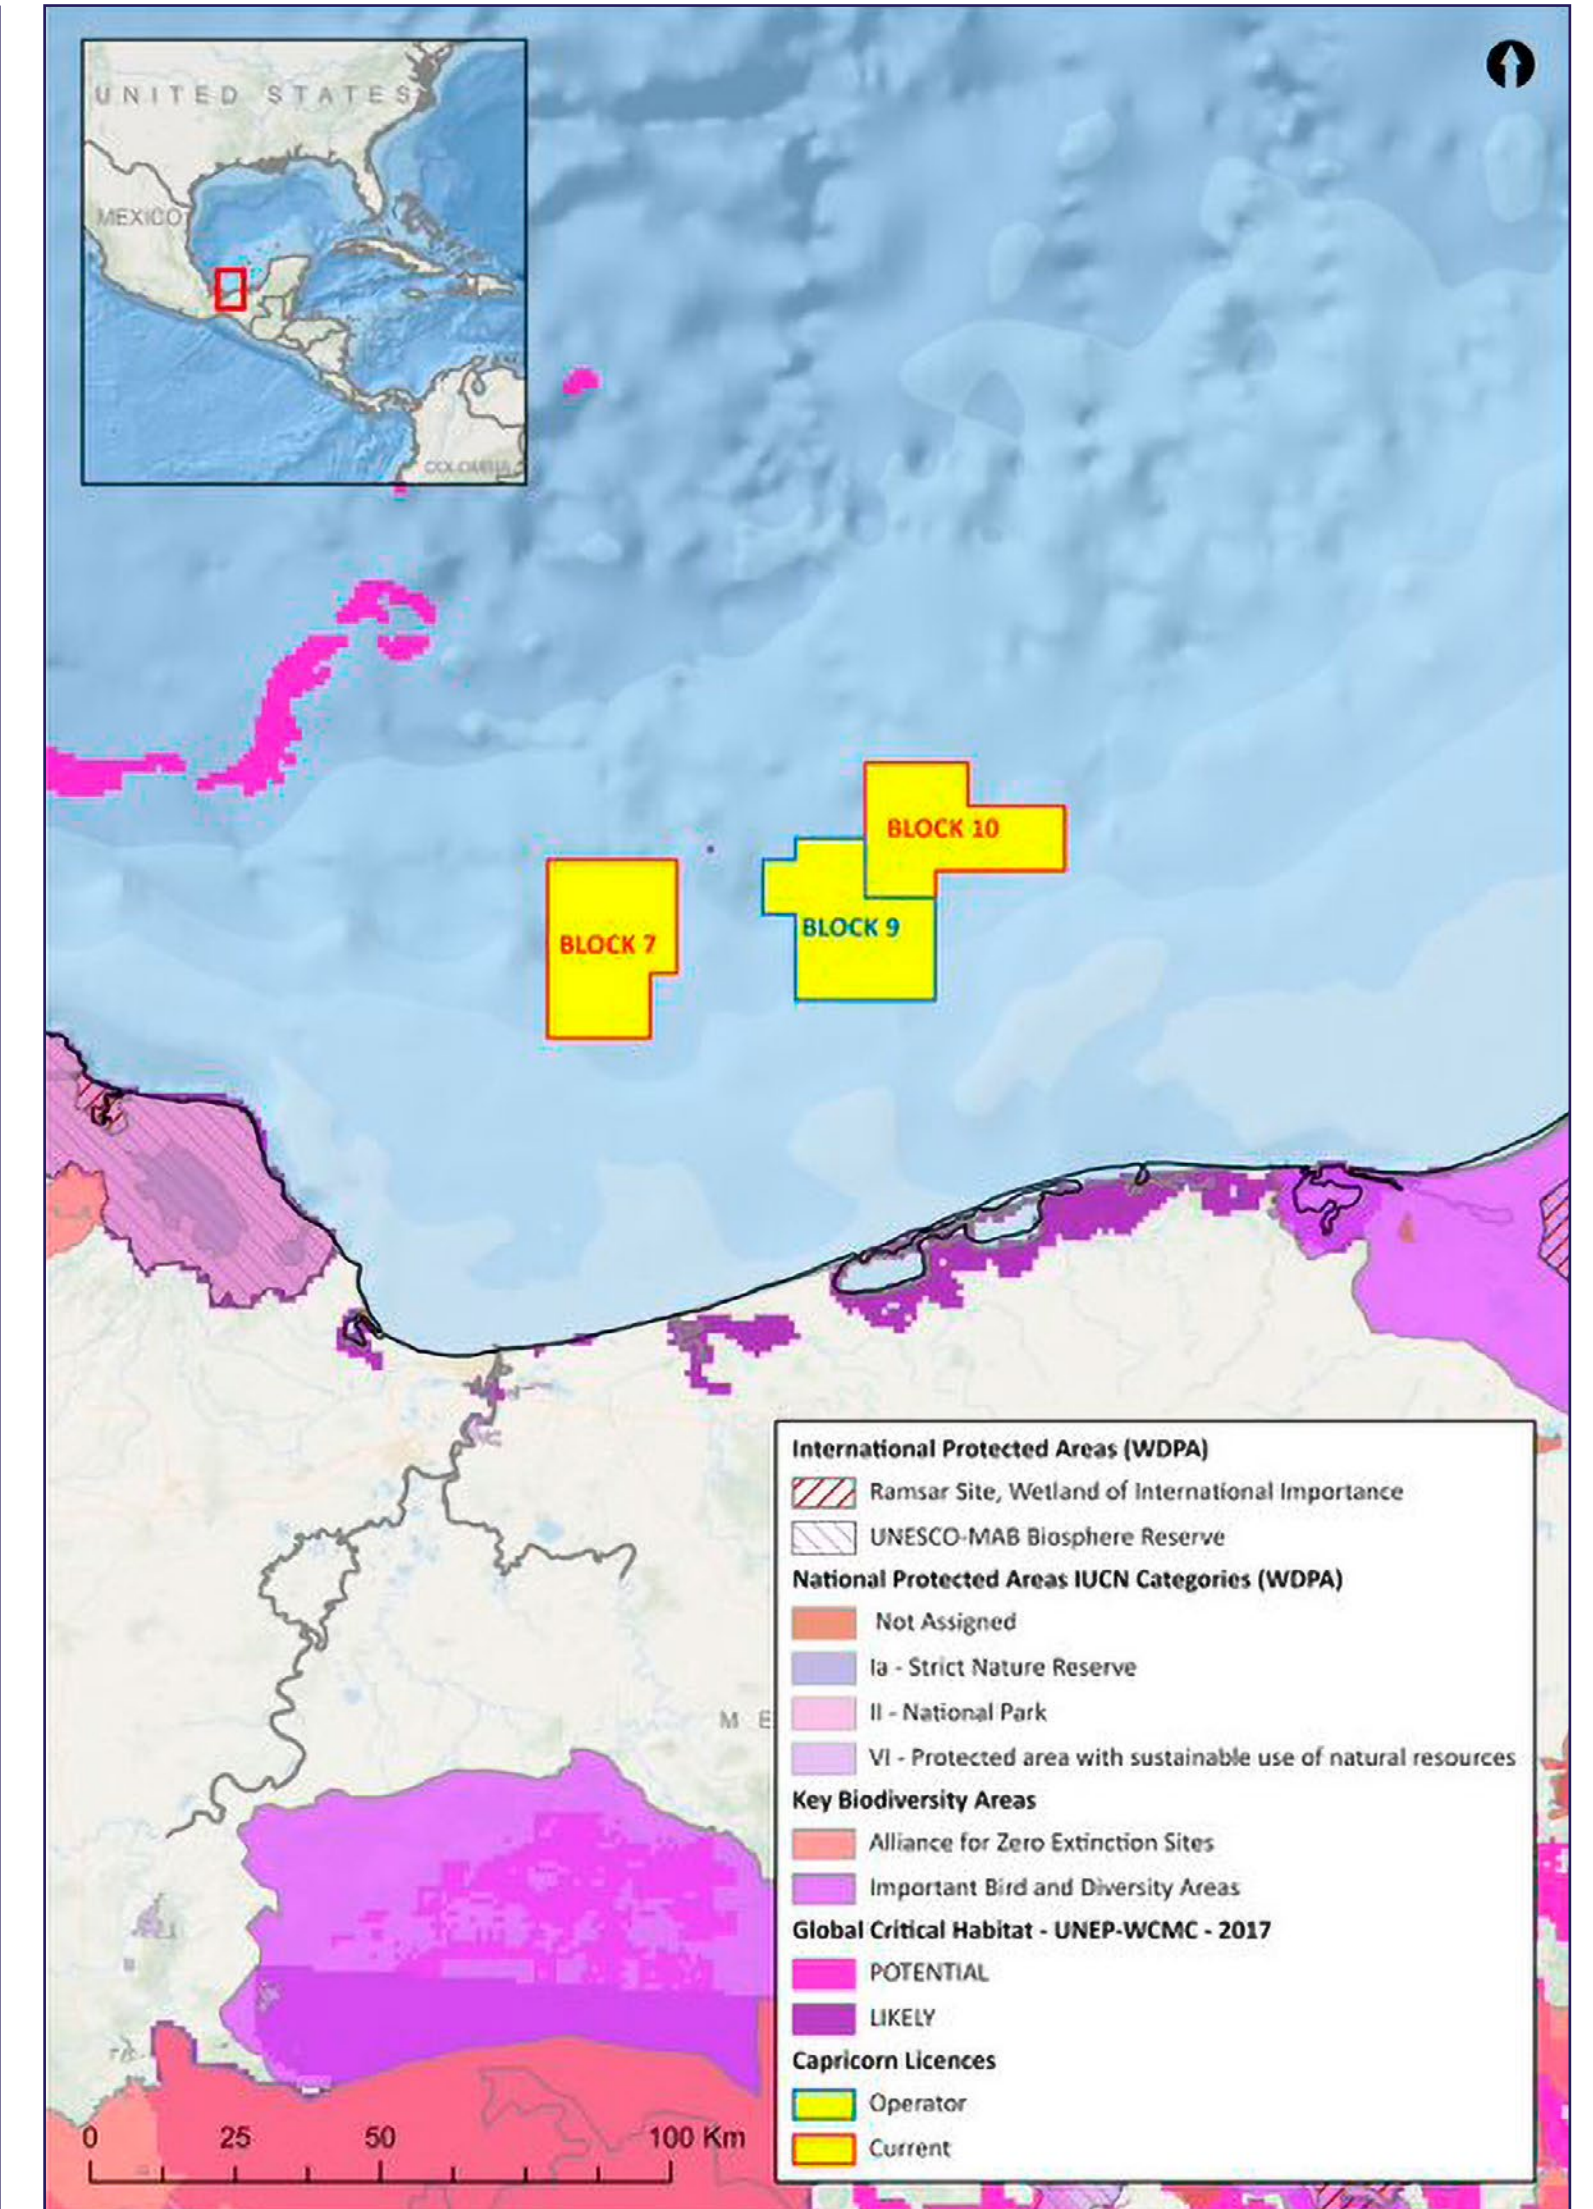 UNITED STATES
MEXICO
COLOMBIA
BLOCK 10
BLOCK 9
BLOCK 7
M E
International Protected Areas (WDPA)
Ramsar Site, Wetland of International Importance
UNESCO-MAB Biosphere Reserve
National Protected Areas IUCN Categories (WDPA)
Not Assigned
Ia - Strict Nature Reserve
II - National Park
VI - Protected area with sustainable use of natural resources
Key Biodiversity Areas
Alliance for Zero Extinction Sites
Important Bird and Diversity Areas
Global Critical Habitat - UNEP-WCMC - 2017
POTENTIAL
LIKELY
Capricorn Licences
Operator
Current
0 25 50 100 Km